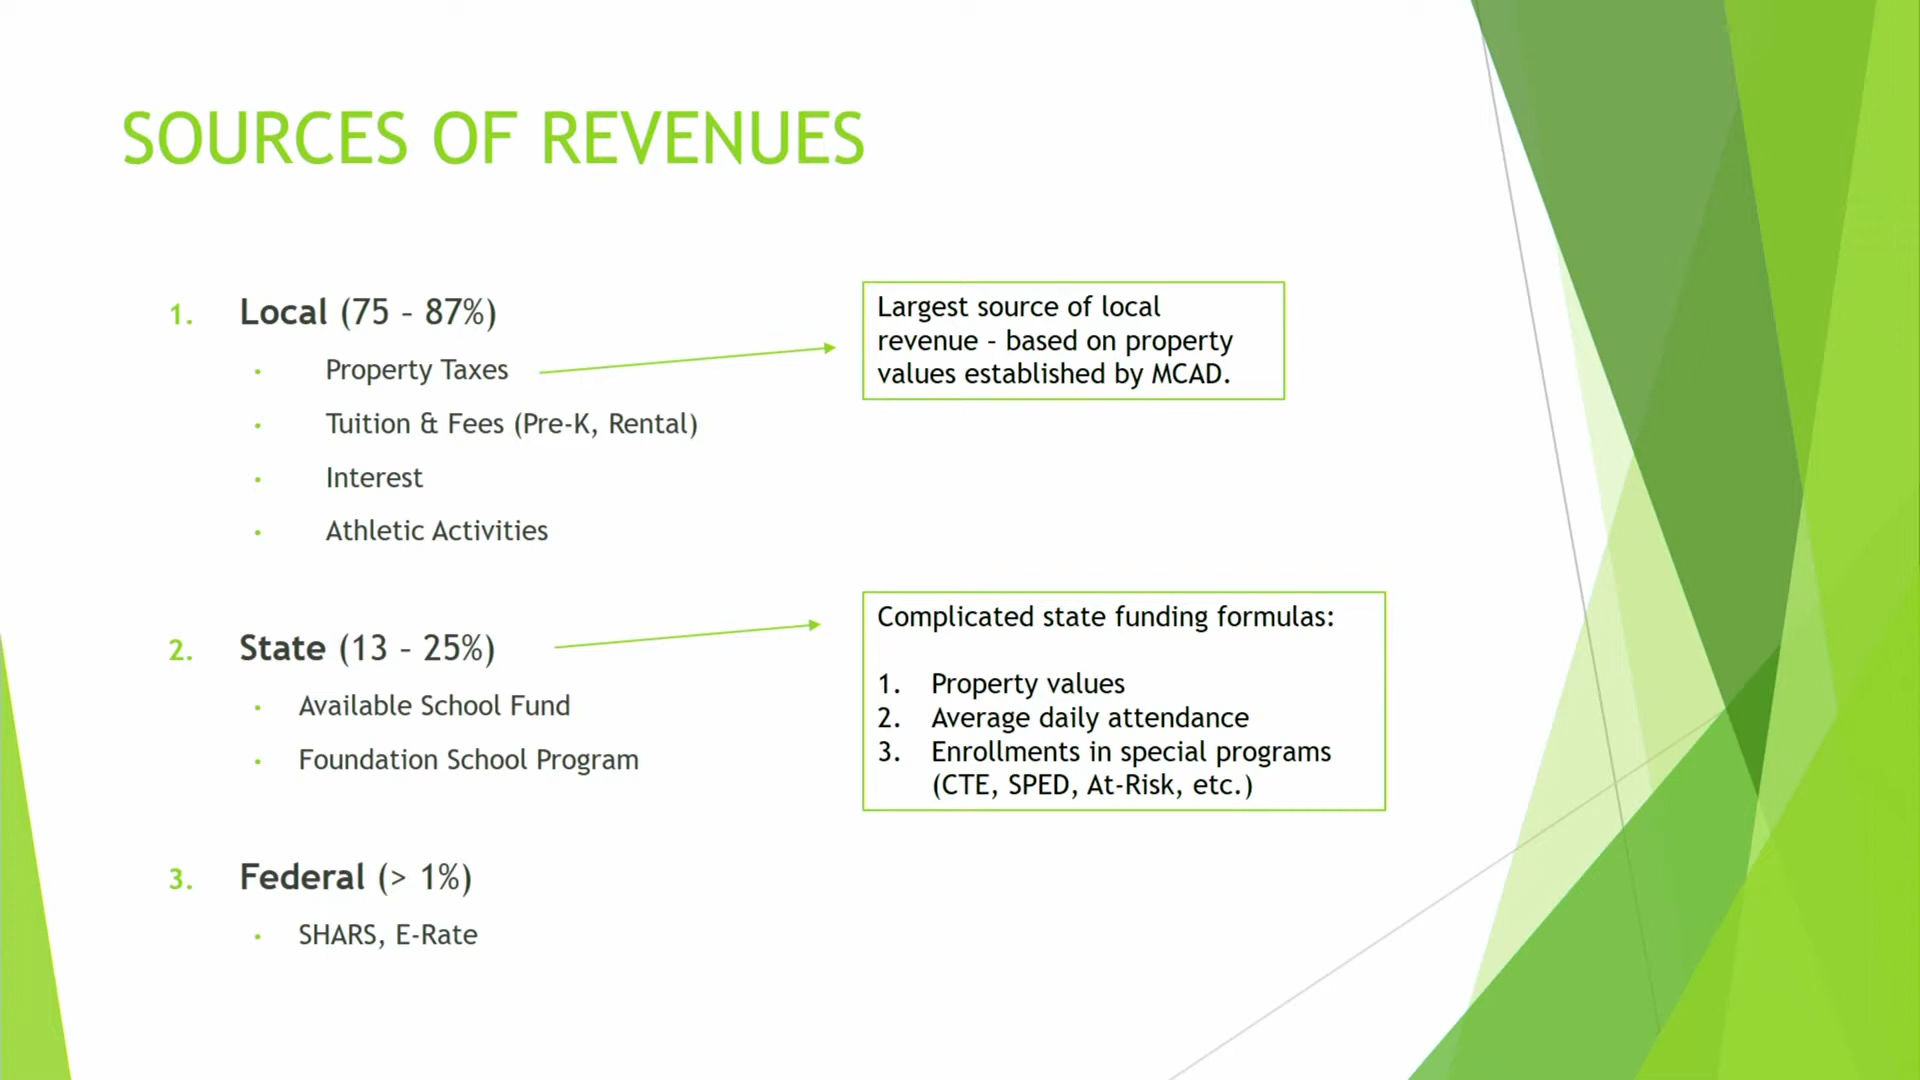 SOURCES OF REVENUES
1. Local (75 – 87%)
• Property Taxes
• Tuition & Fees (Pre-K, Rental)
• Interest
• Athletic Activities
Largest source of local
revenue - based on property
values established by MCAD.
2. State (13 – 25%)
• Available School Fund
• Foundation School Program
Complicated state funding formulas:
1. Property values
2. Average daily attendance
3. Enrollments in special programs
(CTE, SPED, At-Risk, etc.)
3. Federal (> 1%)
• SHARS, E-Rate